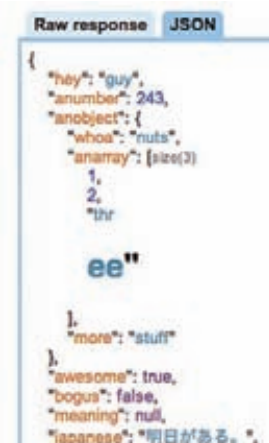 Raw response JSON
{
"hey": "guy",
"anumber": 243,
"anobject": {
"whoa": "nuts",
"anarray": [size(3)
1,
2,
"thr
ee"
],
"more": "stuff"
},
"awesome": true,
"bogus": false,
"meaning": null,
"japanese": "明日がある。",